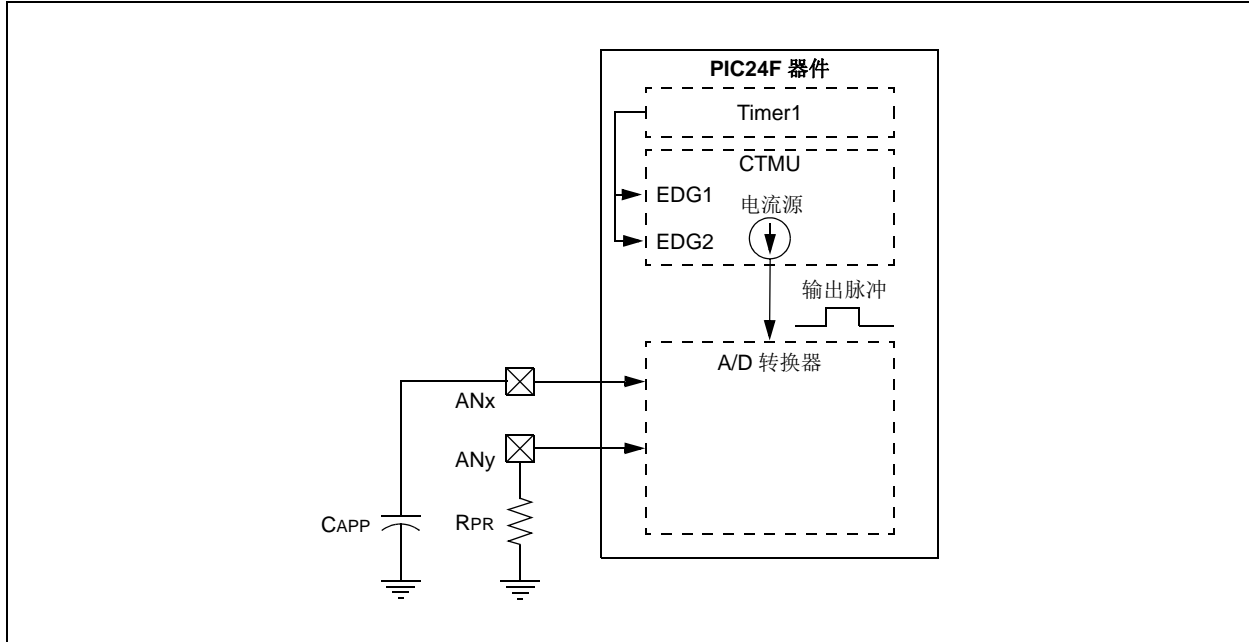 PIC24F 器件
Timer1
CTMU
EDG1
电流源
EDG2
输出脉冲
A/D 转换器
ANx
ANy
CAPP
RPR